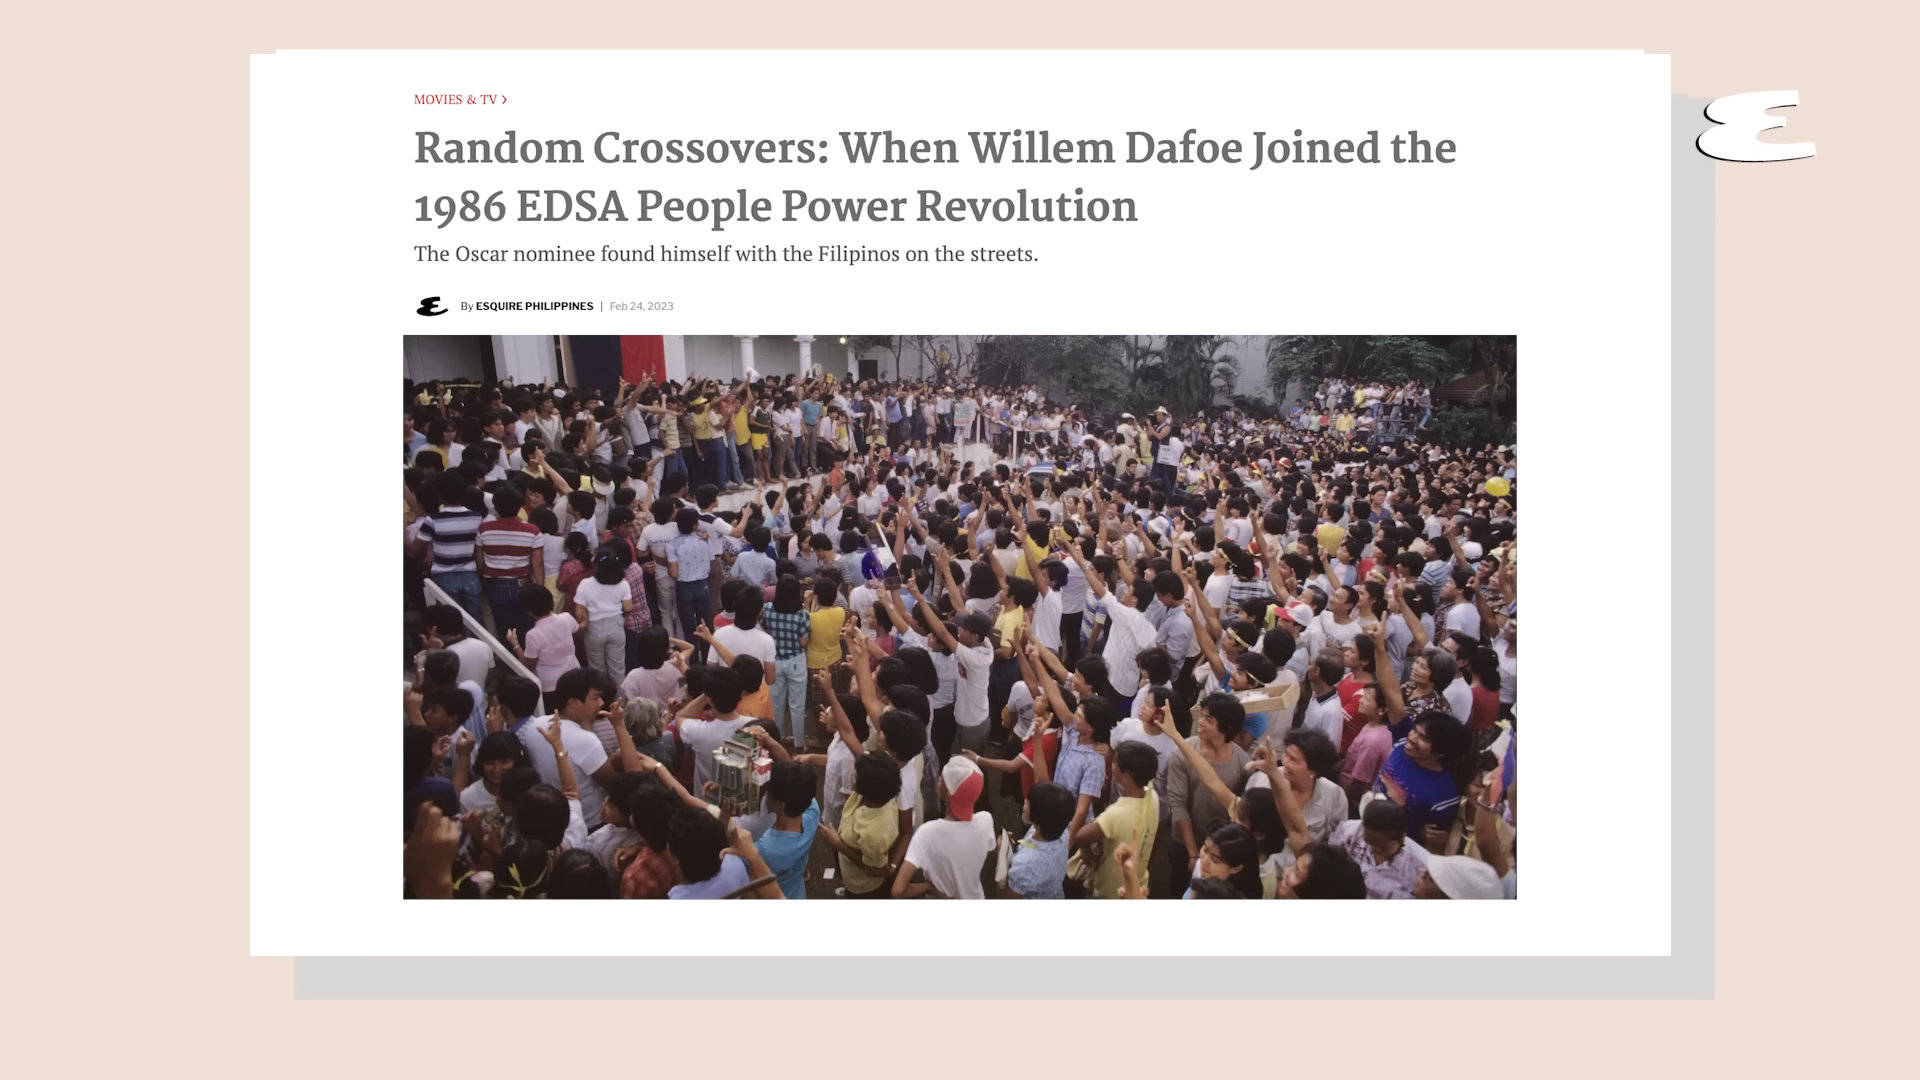 MOVIES & TV >
Random Crossovers: When Willem Dafoe Joined the
1986 EDSA People Power Revolution
The Oscar nominee found himself with the Filipinos on the streets.
By ESQUIRE PHILIPPINES | Feb 24, 2023